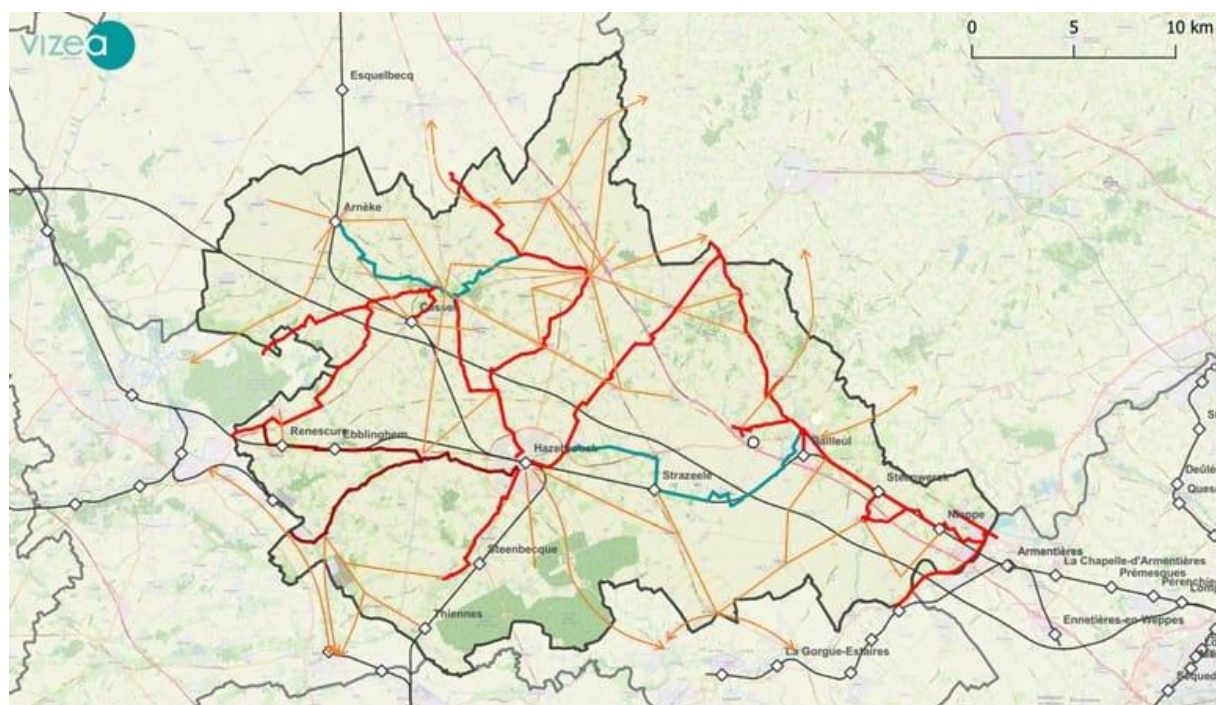 vizea
0 5 10 km
Esquelbecq
Arnèke
Cassel
Renescure
Ebblinghem
Hazebrouck
Bailleul
Strazeele
Steenwerck
Nieppe
Steenbecque
Armentières
La Chapelle-d'Armentières
Prémesques
Thiennes
Ennetières-en-Weppes
La Gorgue-Estaires